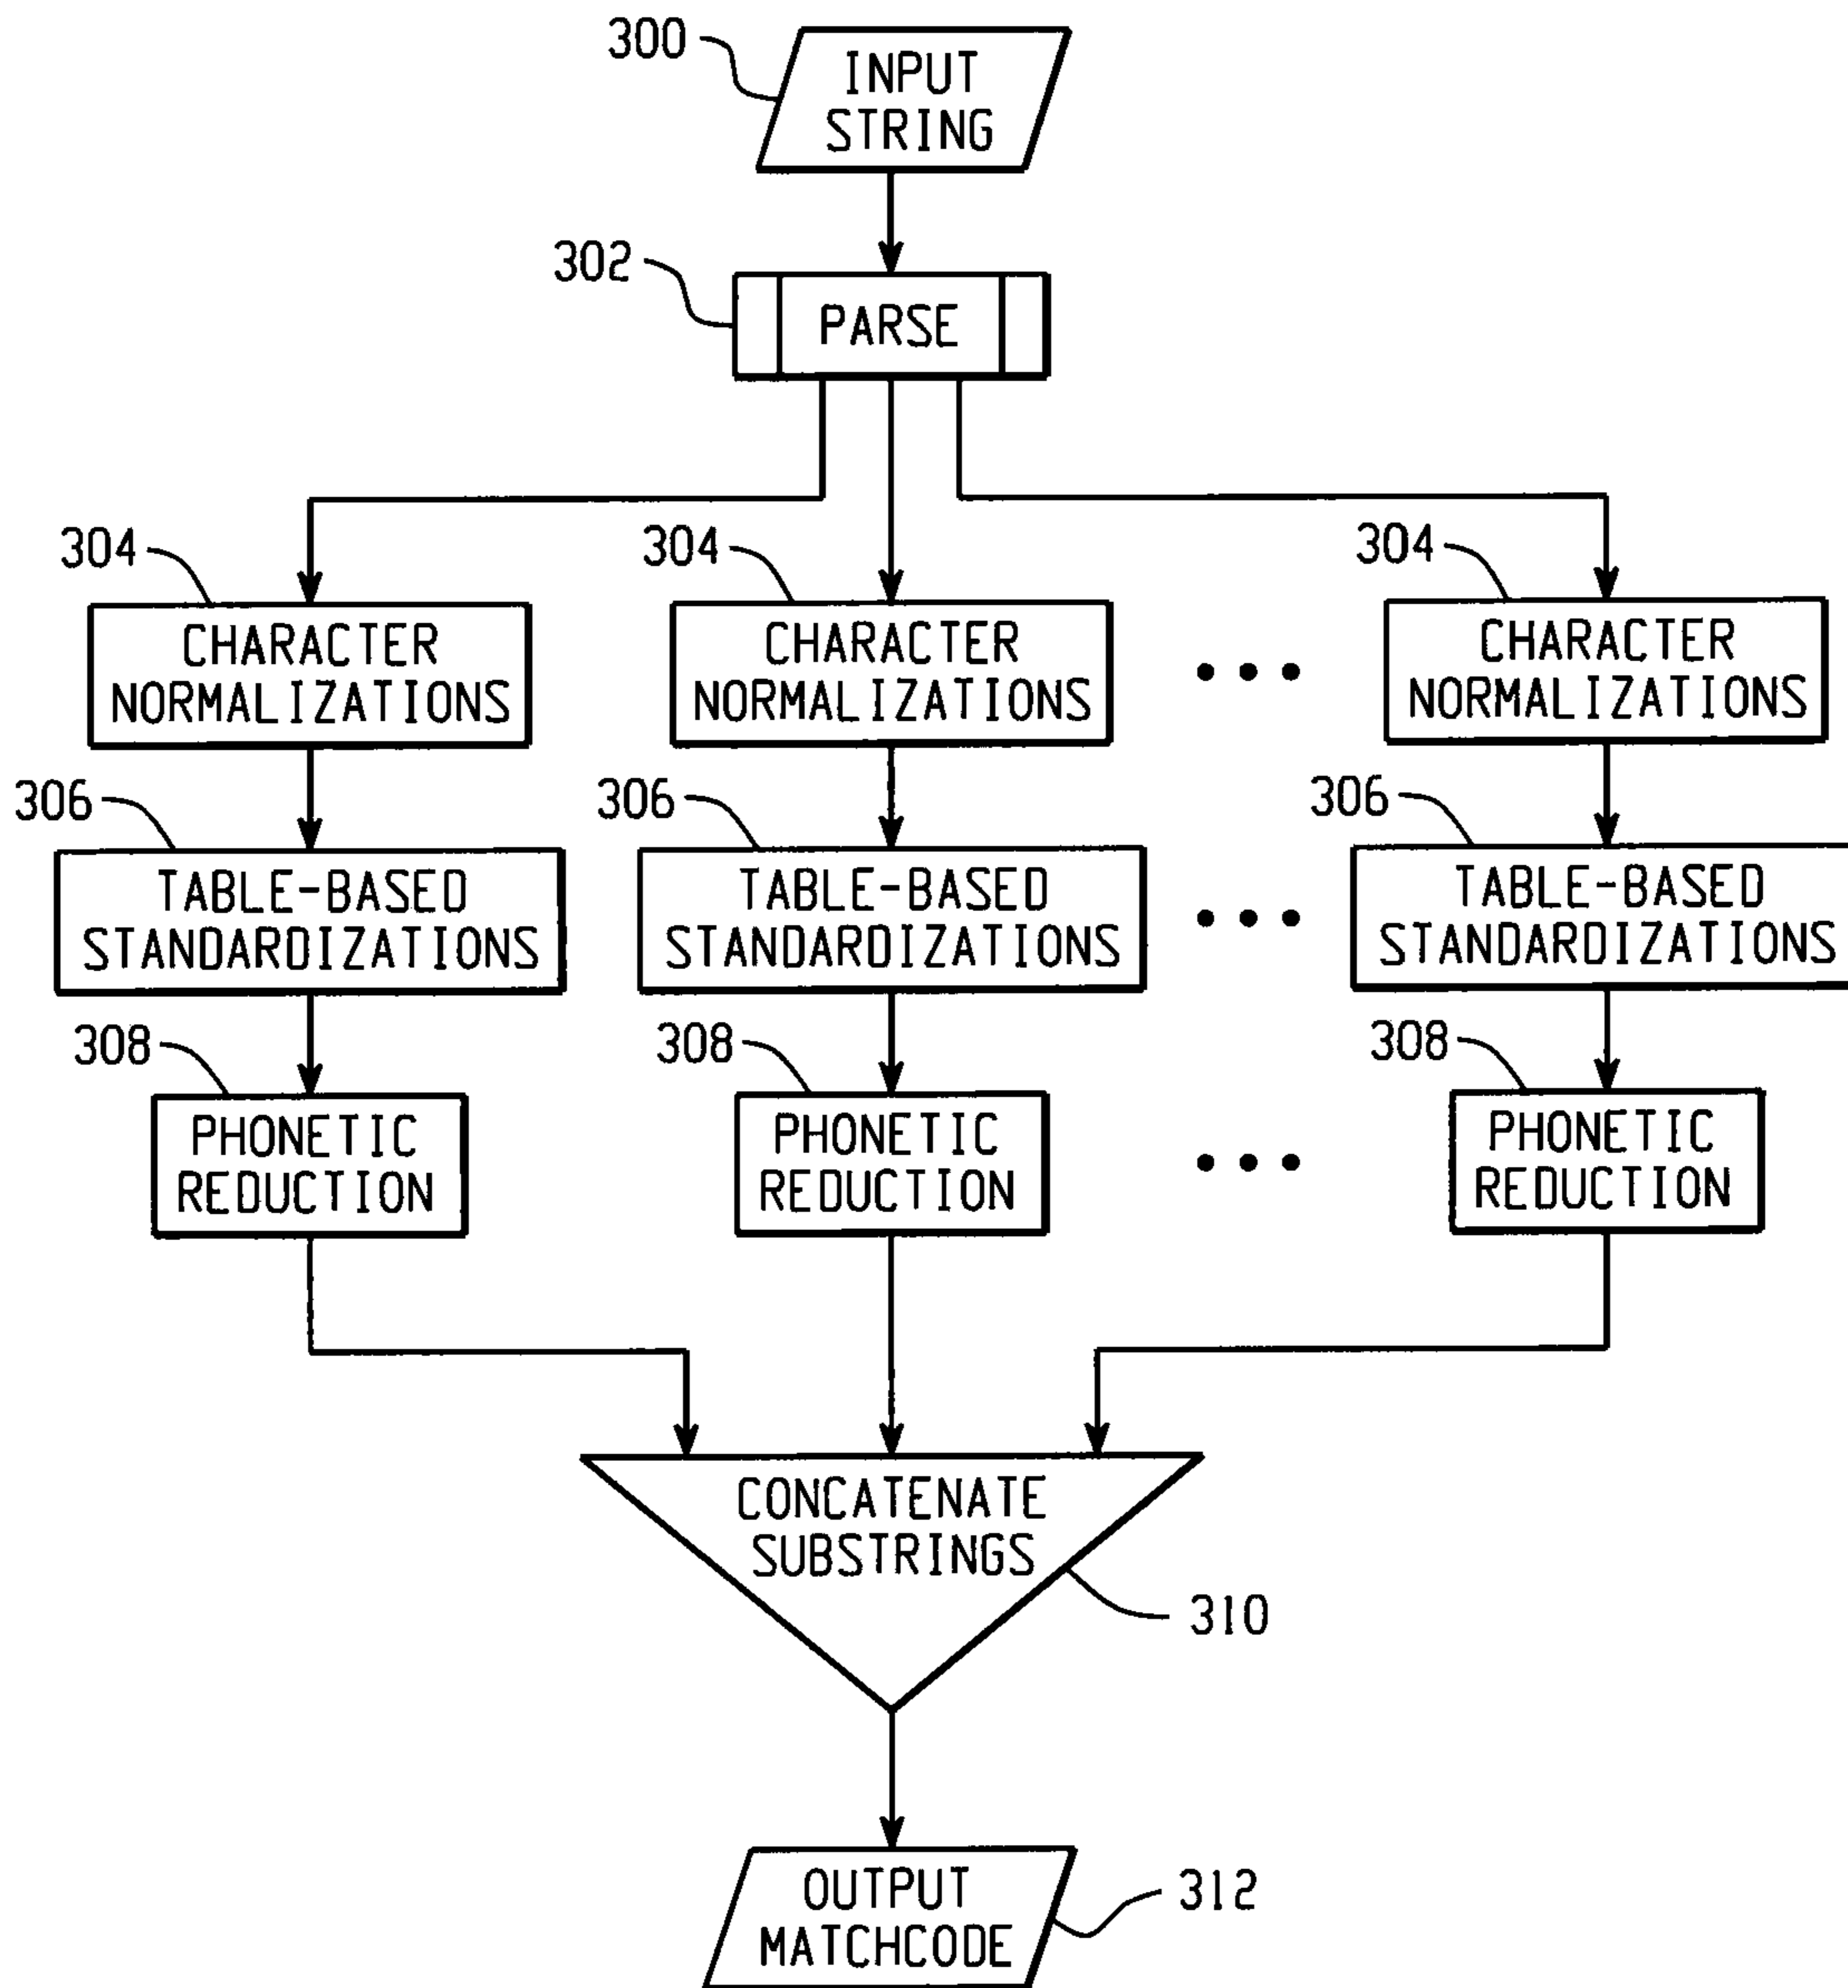 300
INPUT
STRING
302
PARSE
304
304
304
CHARACTER
NORMALIZATIONS
CHARACTER
NORMALIZATIONS
CHARACTER
NORMALIZATIONS
306
306
306
TABLE-BASED
STANDARDIZATIONS
TABLE-BASED
STANDARDIZATIONS
TABLE-BASED
STANDARDIZATIONS
308
308
308
PHONETIC
REDUCTION
PHONETIC
REDUCTION
PHONETIC
REDUCTION
CONCATENATE
SUBSTRINGS
310
OUTPUT
MATCHCODE
312